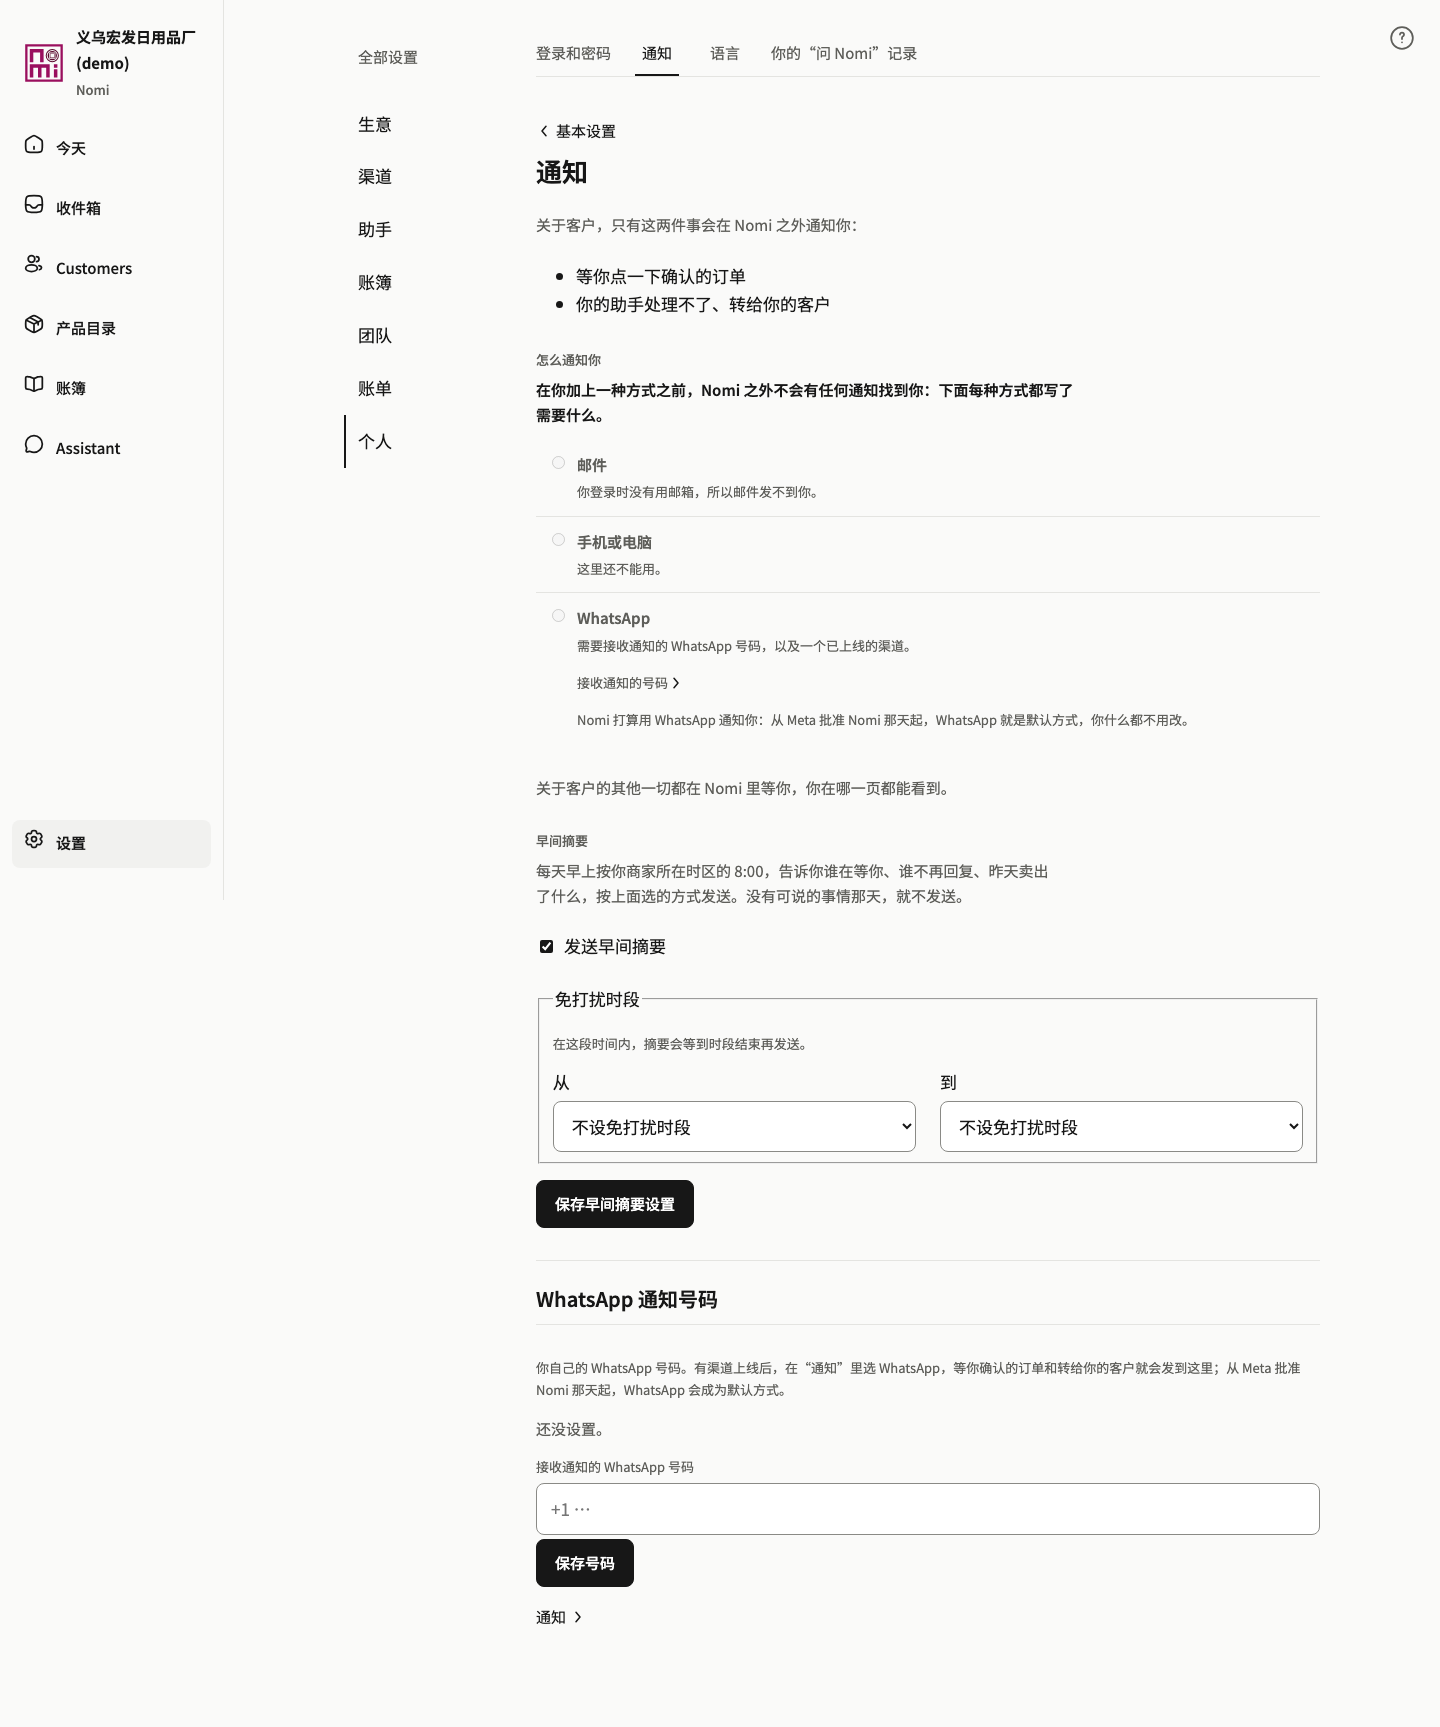 义乌宏发日用品厂
(demo)
Nomi
今天
收件箱
Customers
产品目录
账簿
Assistant
设置
全部设置
生意
渠道
助手
账簿
团队
账单
个人
登录和密码 通知 语言 你的“问 Nomi”记录
基本设置
通知
关于客户，只有这两件事会在 Nomi 之外通知你：
等你点一下确认的订单
你的助手处理不了、转给你的客户
怎么通知你
在你加上一种方式之前，Nomi 之外不会有任何通知找到你：下面每种方式都写了
需要什么。
邮件
你登录时没有用邮箱，所以邮件发不到你。
手机或电脑
这里还不能用。
WhatsApp
需要接收通知的 WhatsApp 号码，以及一个已上线的渠道。
接收通知的号码
Nomi 打算用 WhatsApp 通知你：从 Meta 批准 Nomi 那天起，WhatsApp 就是默认方式，你什么都不用改。
关于客户的其他一切都在 Nomi 里等你，你在哪一页都能看到。
早间摘要
每天早上按你商家所在时区的 8:00，告诉你谁在等你、谁不再回复、昨天卖出
了什么，按上面选的方式发送。没有可说的事情那天，就不发送。
发送早间摘要
免打扰时段
在这段时间内，摘要会等到时段结束再发送。
从 到
不设免打扰时段 不设免打扰时段
保存早间摘要设置
WhatsApp 通知号码
你自己的 WhatsApp 号码。有渠道上线后，在“通知”里选 WhatsApp，等你确认的订单和转给你的客户就会发到这里；从 Meta 批准
Nomi 那天起，WhatsApp 会成为默认方式。
还没设置。
接收通知的 WhatsApp 号码
+1 ···
保存号码
通知